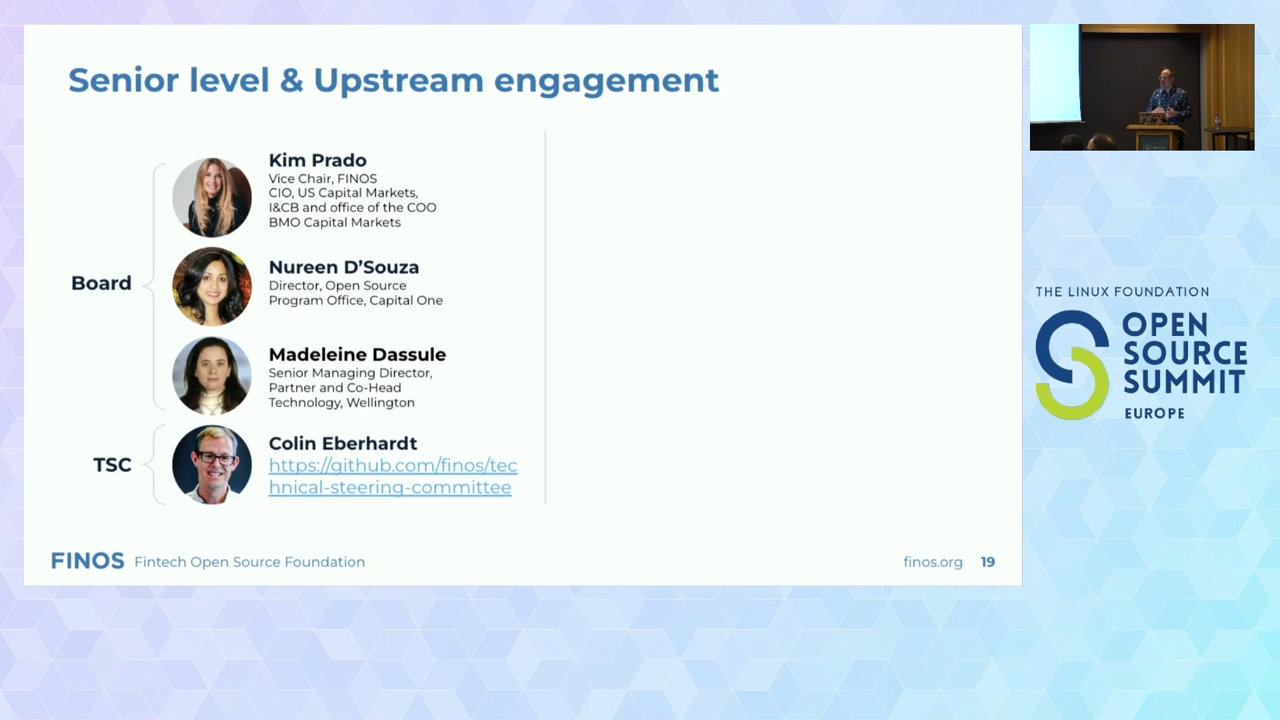 Senior level & Upstream engagement
Board
Kim Prado
Vice Chair, FINOS
CIO, US Capital Markets,
I&CB and office of the COO
BMO Capital Markets
Nureen D’Souza
Director, Open Source
Program Office, Capital One
Madeleine Dassule
Senior Managing Director,
Partner and Co-Head
Technology, Wellington
TSC
Colin Eberhardt
https://github.com/finos/tec
hnical-steering-committee
FINOS Fintech Open Source Foundation
finos.org 19
THE LINUX FOUNDATION
OPEN
SOURCE
SUMMIT
EUROPE